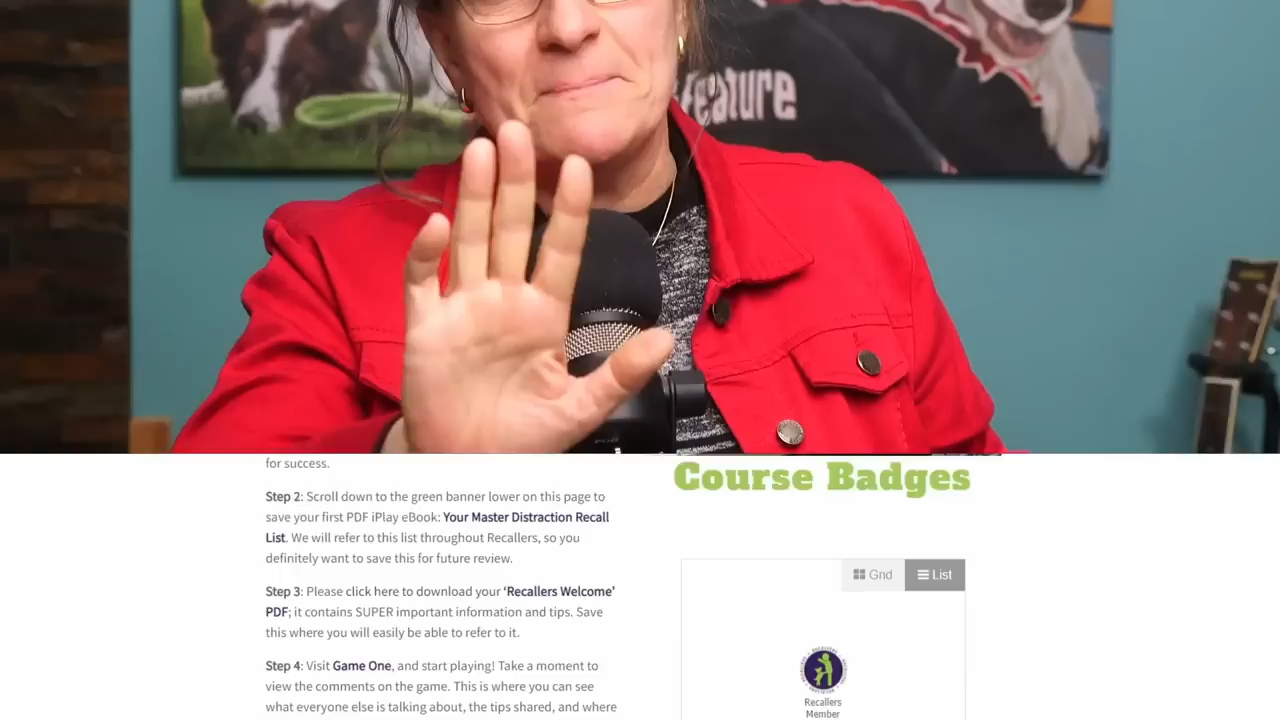 feature
for success.
Step 2: Scroll down to the green banner lower on this page to
save your first PDF iPlay eBook: Your Master Distraction Recall
List. We will refer to this list throughout Recallers, so you
definitely want to save this for future review.
Step 3: Please click here to download your ‘Recallers Welcome’
PDF; it contains SUPER important information and tips. Save
this where you will easily be able to refer to it.
Step 4: Visit Game One, and start playing! Take a moment to
view the comments on the game. This is where you can see
what everyone else is talking about, the tips shared, and where
Course Badges
Grid
List
Recallers
Member